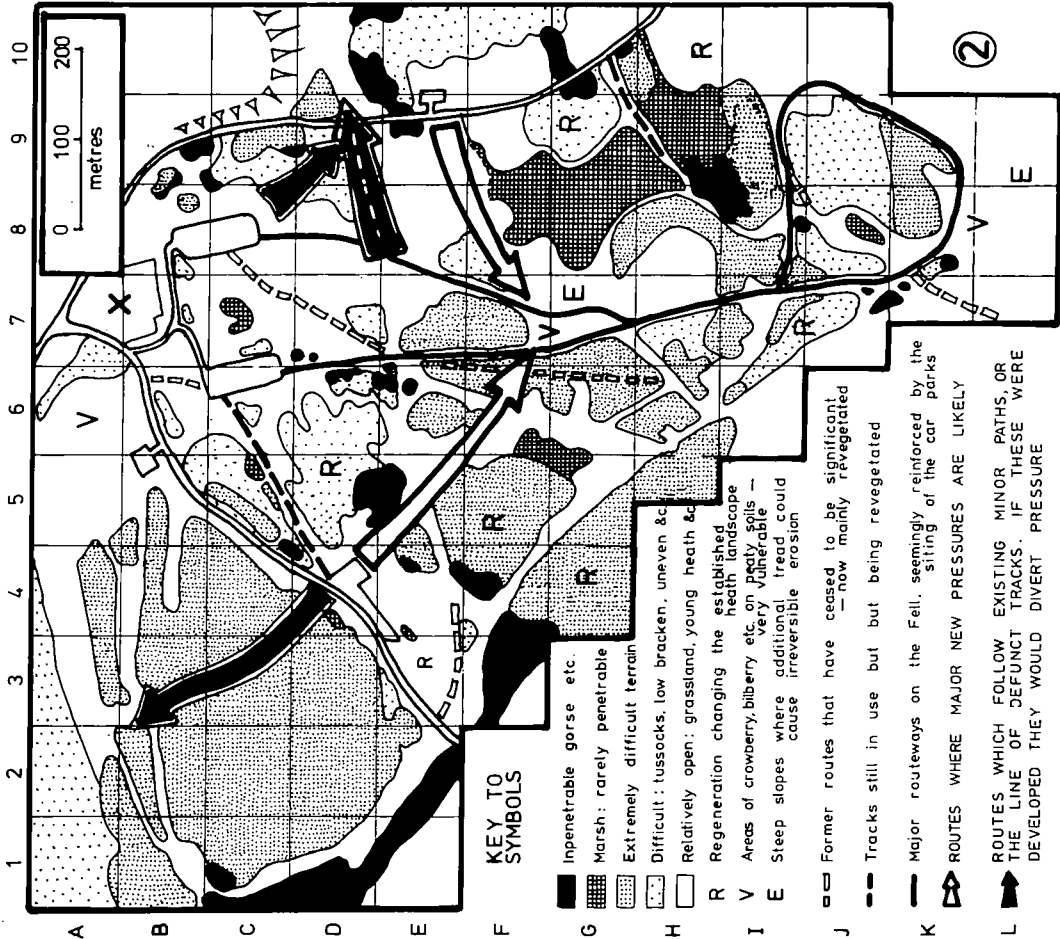 1 2 3 4 5 6 7 8 9 10
A
B
C
D
E
F
G
H
I
J
K
L
0 100 200
metres
X
V
R
R
R
R
R
R
R
V
E
V
E
②
KEY TO
SYMBOLS
Inpenetrable gorse etc.
Marsh: rarely penetrable
Extremely difficult terrain
Difficult: tussocks, low bracken, uneven &c.
Relatively open: grassland, young heath &c.
R Regeneration changing the established
heath landscape
V Areas of crowberry, bilberry etc. on peaty soils –
very vulnerable
E Steep slopes where additional tread could
cause irreversible erosion
Former routes that have ceased to be significant
– now mainly revegetated
Tracks still in use but being revegetated
Major routeways on the Fell, seemingly reinforced by the
siting of the car parks
ROUTES WHERE MAJOR NEW PRESSURES ARE LIKELY
ROUTES WHICH FOLLOW EXISTING MINOR PATHS, OR
THE LINE OF DEFUNCT TRACKS. IF THESE WERE
DEVELOPED THEY WOULD DIVERT PRESSURE